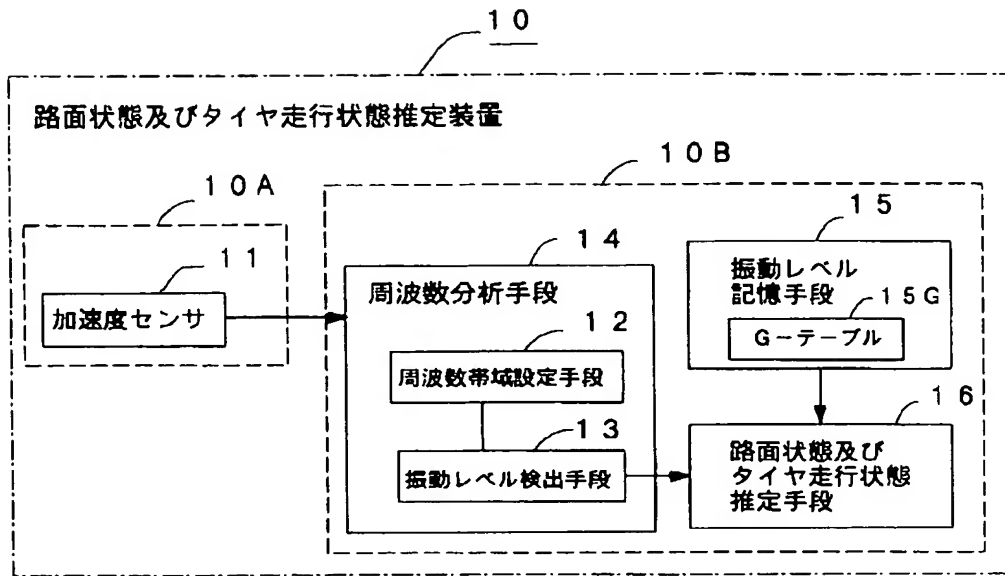 10
路面状態及びタイヤ走行状態推定装置
10B
10A
15
11
14
振動レベル
記憶手段
周波数分析手段
15G
加速度センサ
12
G－テーブル
周波数帯域設定手段
16
13
路面状態及び
タイヤ走行状態
推定手段
振動レベル検出手段